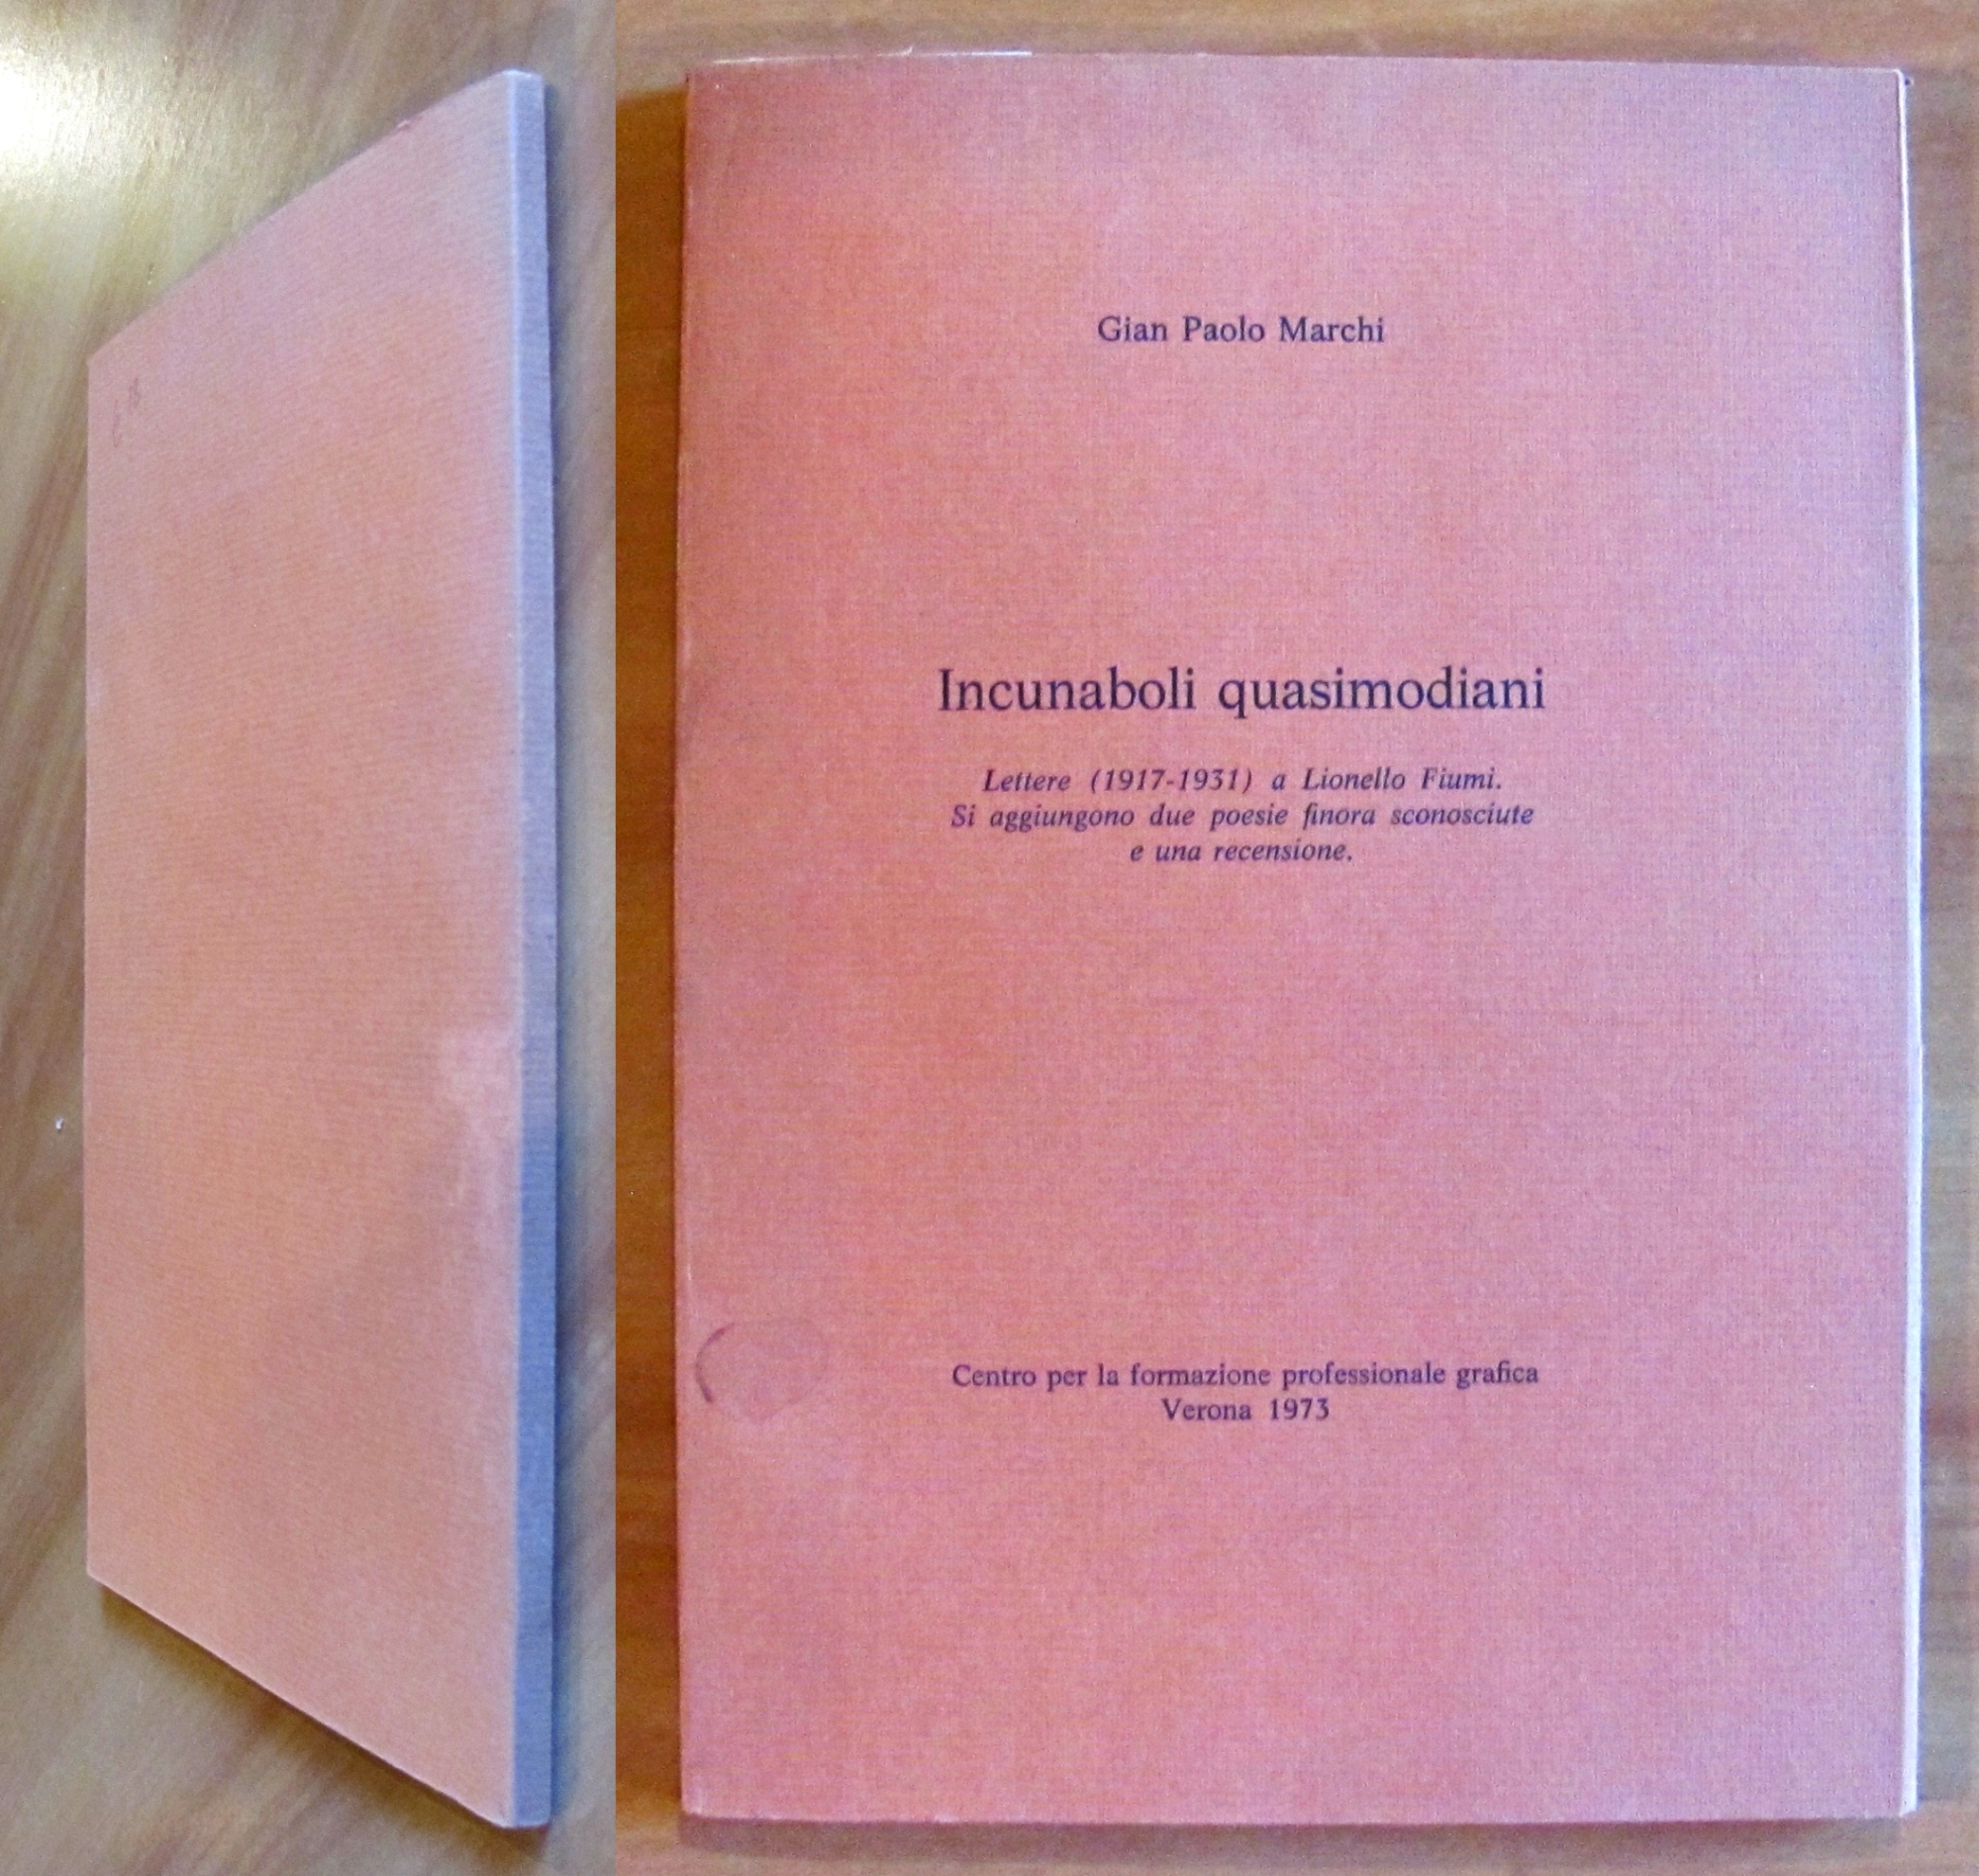 Gian Paolo Marchi
Incunaboli quasimodiani
Lettere (1917-1931) a Lionello Fiumi.
Si aggiungono due poesie finora sconosciute
e una recensione.
Centro per la formazione professionale grafica
Verona 1973